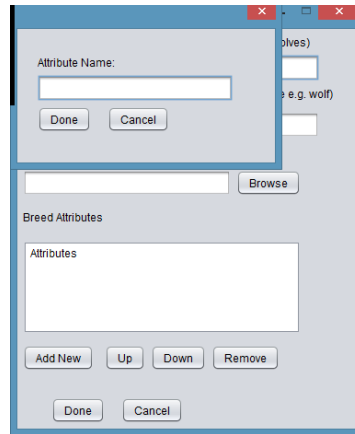 olves)
Attribute Name:
e e.g. wolf)
Done Cancel
Browse
Breed Attributes
Attributes
Add New Up Down Remove
Done Cancel